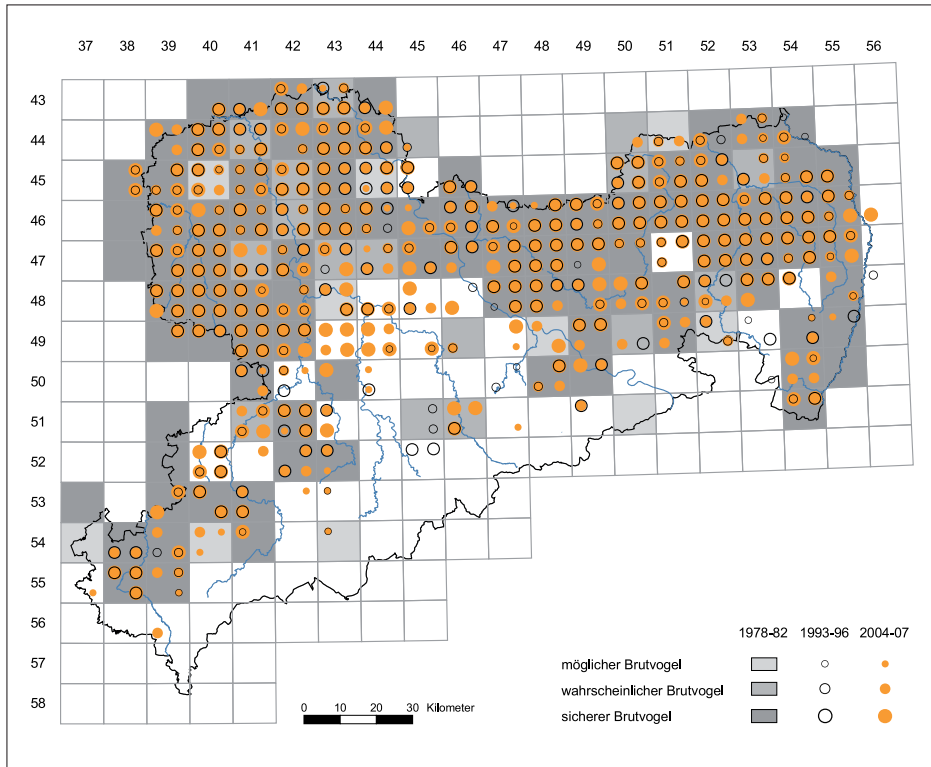 37 38 39 40 41 42 43 44 45 46 47 48 49 50 51 52 53 54 55 56
43
44
45
46
47
48
49
50
51
52
53
54
55
56
57
58
1978-82 1993-96 2004-07
möglicher Brutvogel
wahrscheinlicher Brutvogel
sicherer Brutvogel
0 10 20 30 Kilometer